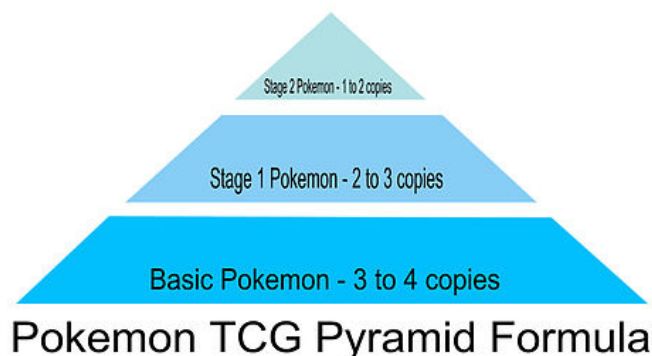 Stage 2 Pokemon - 1 to 2 copies
Stage 1 Pokemon - 2 to 3 copies
Basic Pokemon - 3 to 4 copies
Pokemon TCG Pyramid Formula